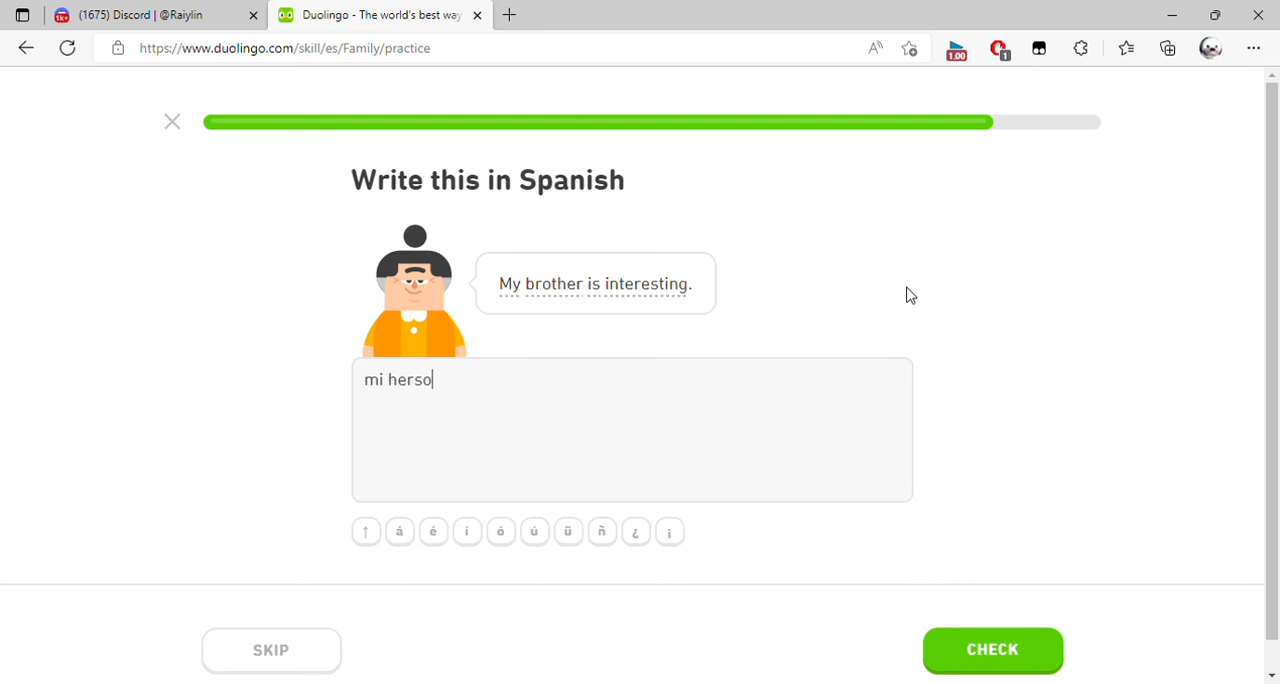 (1675) Discord | @Raiylin
Duolingo - The world's best way
https://www.duolingo.com/skill/es/Family/practice
1.00
1
Write this in Spanish
My brother is interesting.
mi herso
↑ á é í ó ú ü ñ ¿ ¡
SKIP
CHECK